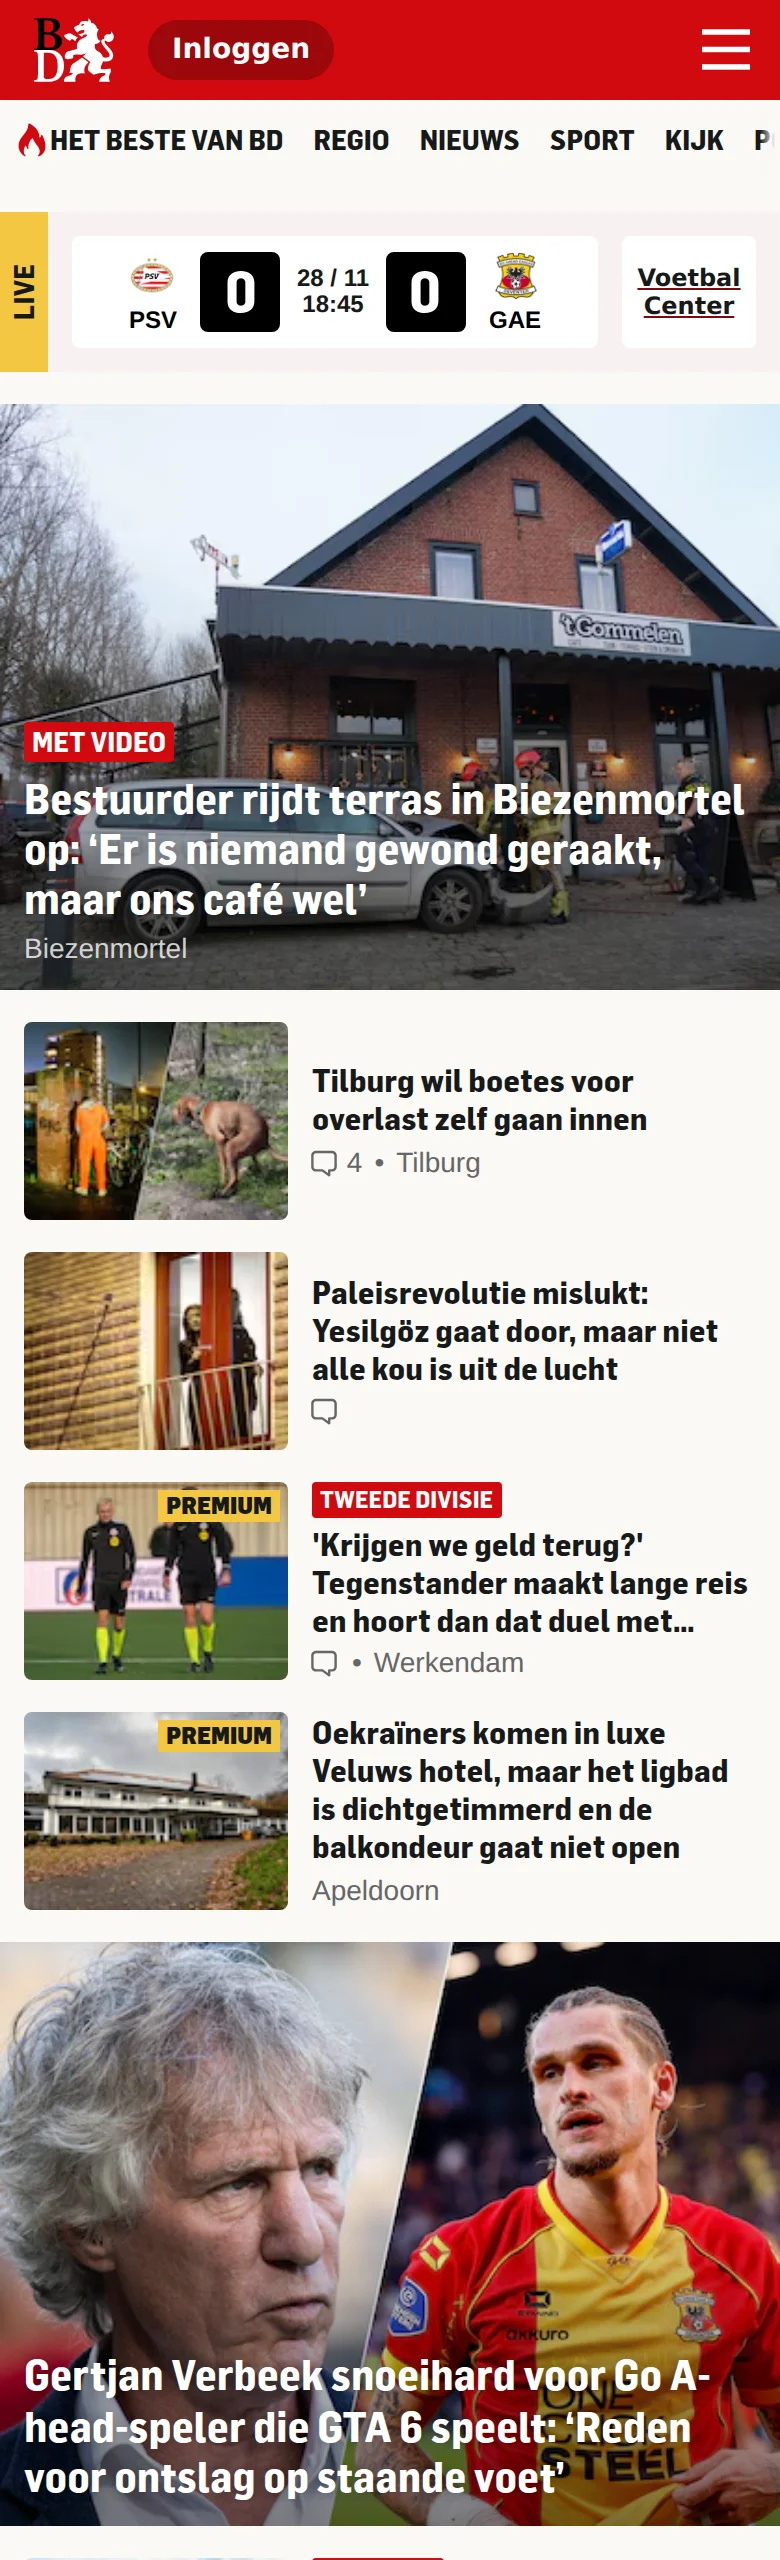 B
D
Inloggen
HET BESTE VAN BD REGIO NIEUWS SPORT KIJK
LIVE
PSV
PSV
0
28 / 11
18:45
0
GAE
Voetbal
Center
't Gommelen
MET VIDEO
Bestuurder rijdt terras in Biezenmortel
op: ‘Er is niemand gewond geraakt,
maar ons café wel’
Biezenmortel
Tilburg wil boetes voor
overlast zelf gaan innen
4 • Tilburg
Paleisrevolutie mislukt:
Yesilgöz gaat door, maar niet
alle kou is uit de lucht
PREMIUM
TWEEDE DIVISIE
'Krijgen we geld terug?'
Tegenstander maakt lange reis
en hoort dan dat duel met...
• Werkendam
PREMIUM
Oekraïners komen in luxe
Veluws hotel, maar het ligbad
is dichtgetimmerd en de
balkondeur gaat niet open
Apeldoorn
STANNO
akkuro
ONE
STEEL
Gertjan Verbeek snoeihard voor Go A-
head-speler die GTA 6 speelt: ‘Reden
voor ontslag op staande voet’